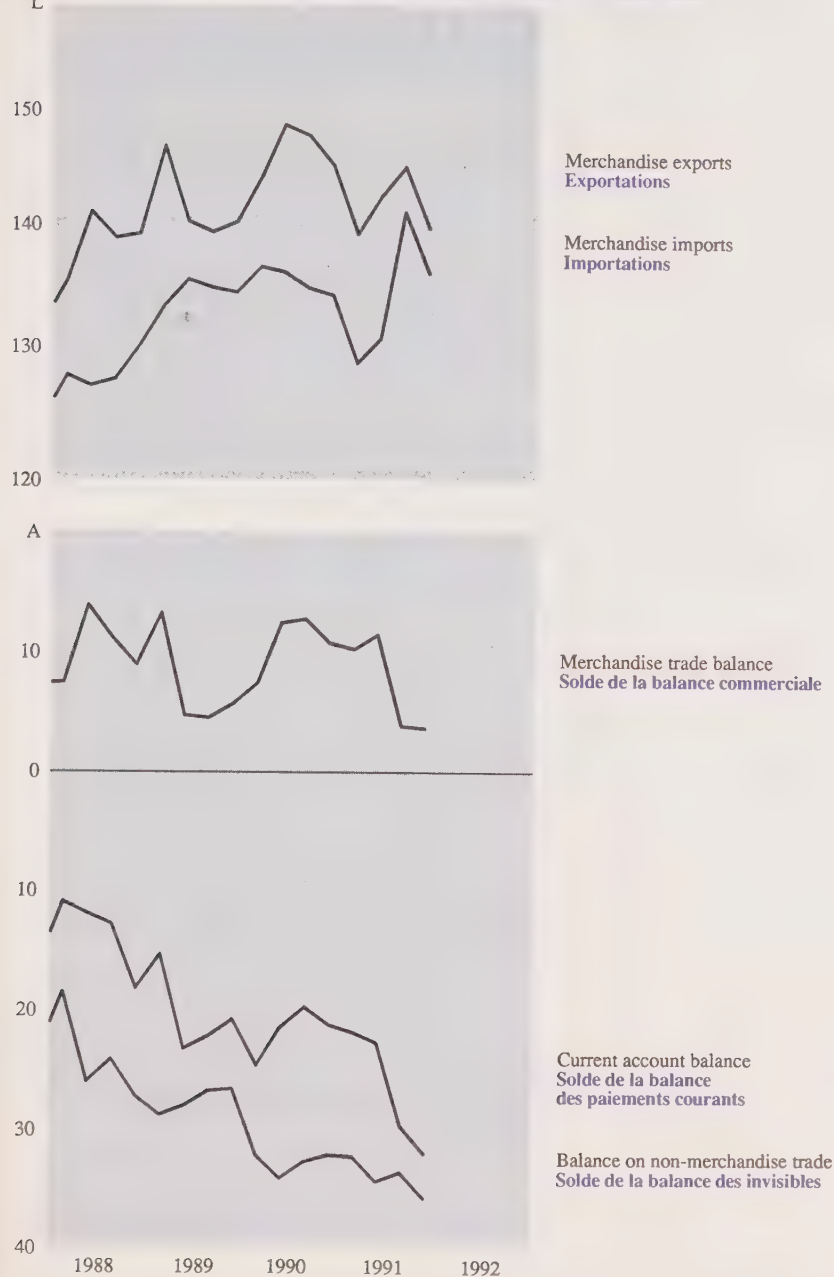 L
150
140
130
120
Merchandise exports
Exportations
Merchandise imports
Importations
A
10
0
10
20
30
40
Merchandise trade balance
Solde de la balance commerciale
Current account balance
Solde de la balance
des paiements courants
Balance on non-merchandise trade
Solde de la balance des invisibles
1988 1989 1990 1991 1992